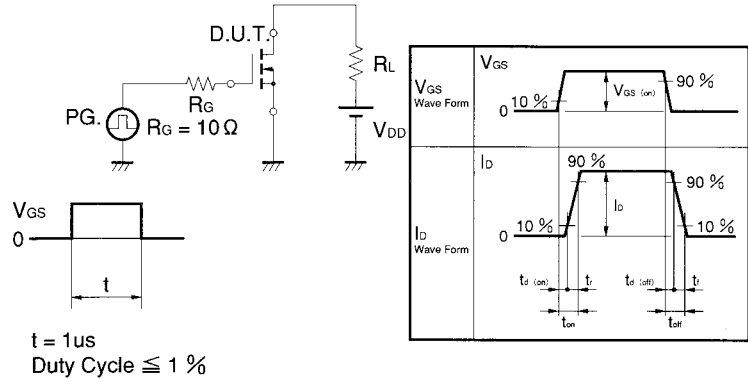 D.U.T.
RL
RG
PG.
RG = 10 Ω
VDD
VGS
0
t
t = 1us
Duty Cycle ≦ 1 %
VGS
Wave Form
VGS
10 %
0
VGS (on)
90 %
ID
Wave Form
ID
90 %
90 %
ID
10 %
0
10 %
td (on) tr td (off) tf
ton toff